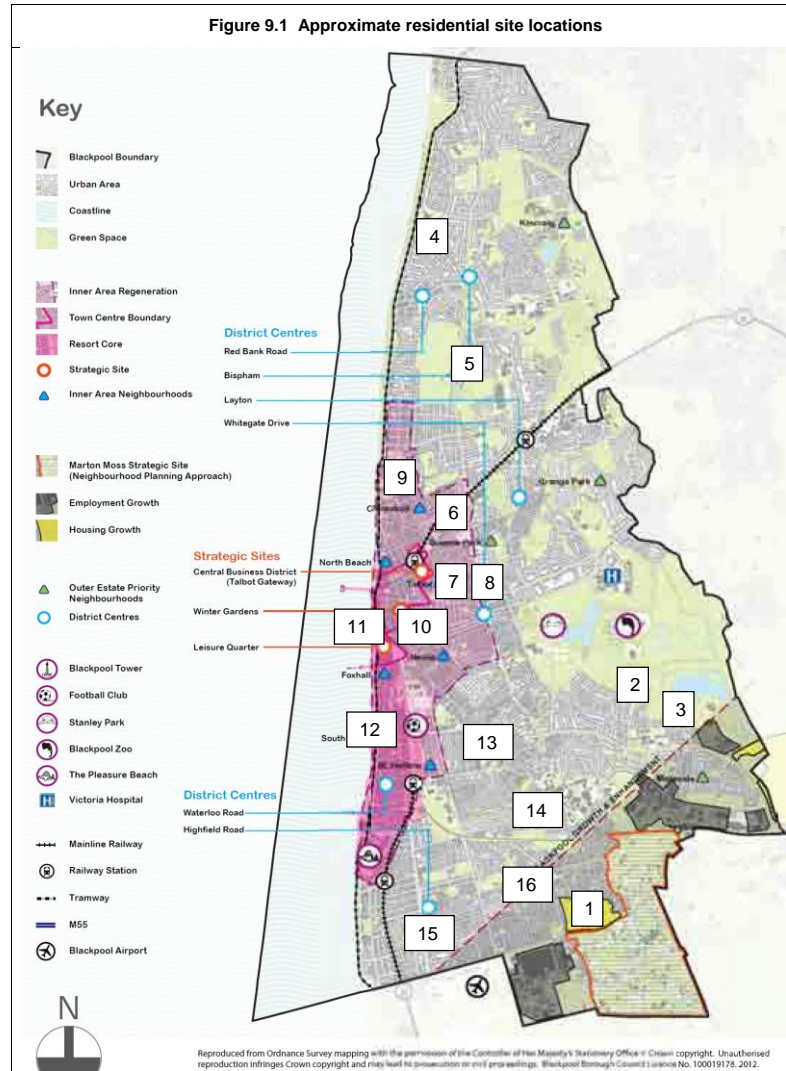 Figure 9.1 Approximate residential site locations
Key
Blackpool Boundary
Urban Area
Coastline
Green Space
Inner Area Regeneration
Town Centre Boundary
Resort Core
Strategic Site
Inner Area Neighbourhoods
Marton Moss Strategic Site
(Neighbourhood Planning Approach)
Employment Growth
Housing Growth
Outer Estate Priority
Neighbourhoods
District Centres
Blackpool Tower
Football Club
Stanley Park
Blackpool Zoo
The Pleasure Beach
Victoria Hospital
Mainline Railway
Railway Station
Tramway
M55
Blackpool Airport
N
District Centres
Red Bank Road
Bispham
Layton
Whitegate Drive
Strategic Sites
Central Business District
(Talbot Gateway)
Winter Gardens
Leisure Quarter
District Centres
Waterloo Road
Highfield Road
Kincraig
4
5
9
Grange Park
6
North Beach
7
8
H
11
10
Foxhall
2
3
12
South
13
14
BLACKPOOL GROWTH & ENHANCEMENT
16
1
15
Reproduced from Ordnance Survey mapping with the permission of the Controller of Her Majesty's Stationery Office © Crown copyright. Unauthorised
reproduction infringes Crown copyright and may lead to prosecution or civil proceedings. Blackpool Borough Council Licence No. 100019178. 2012.